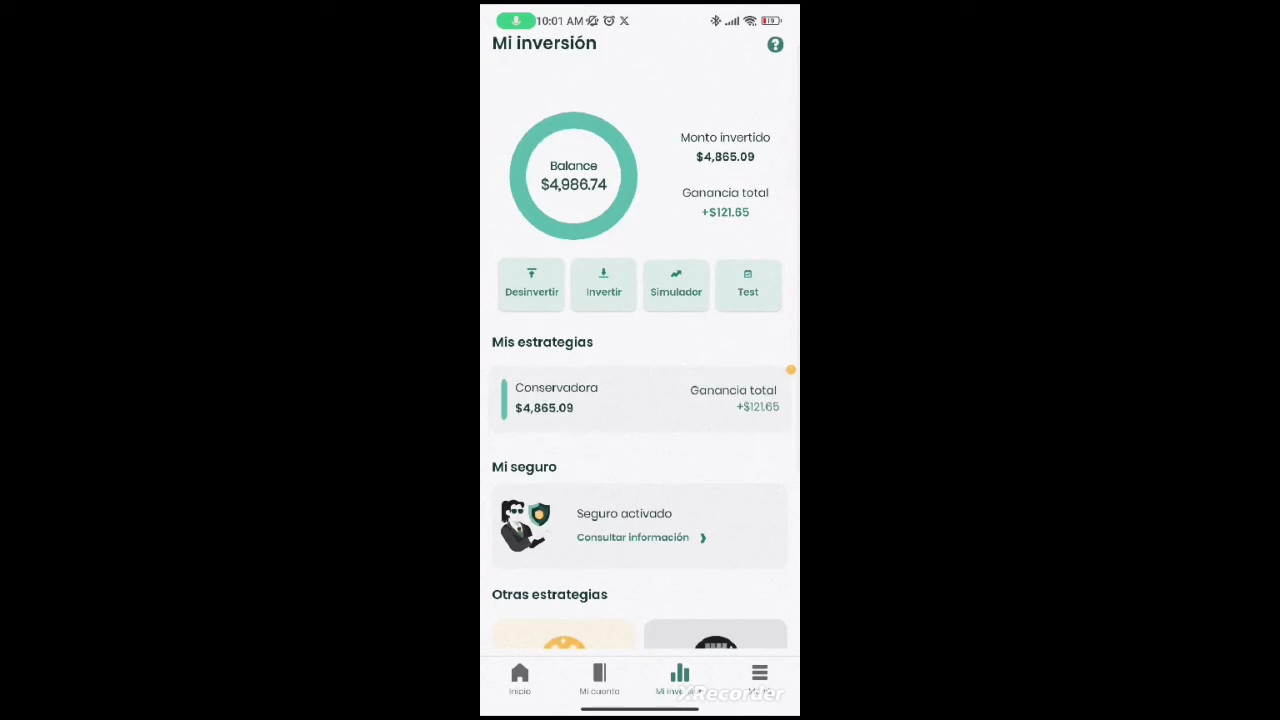 10:01 AM
19
Mi inversión
?
Balance
$4,986.74
Monto invertido
$4,865.09
Ganancia total
+$121.65
Desinvertir
Invertir
Simulador
Test
Mis estrategias
Conservadora
$4,865.09
Ganancia total
+$121.65
Mi seguro
Seguro activado
Consultar información
Otras estrategias
Inicio
Mi cuenta
XRecorder